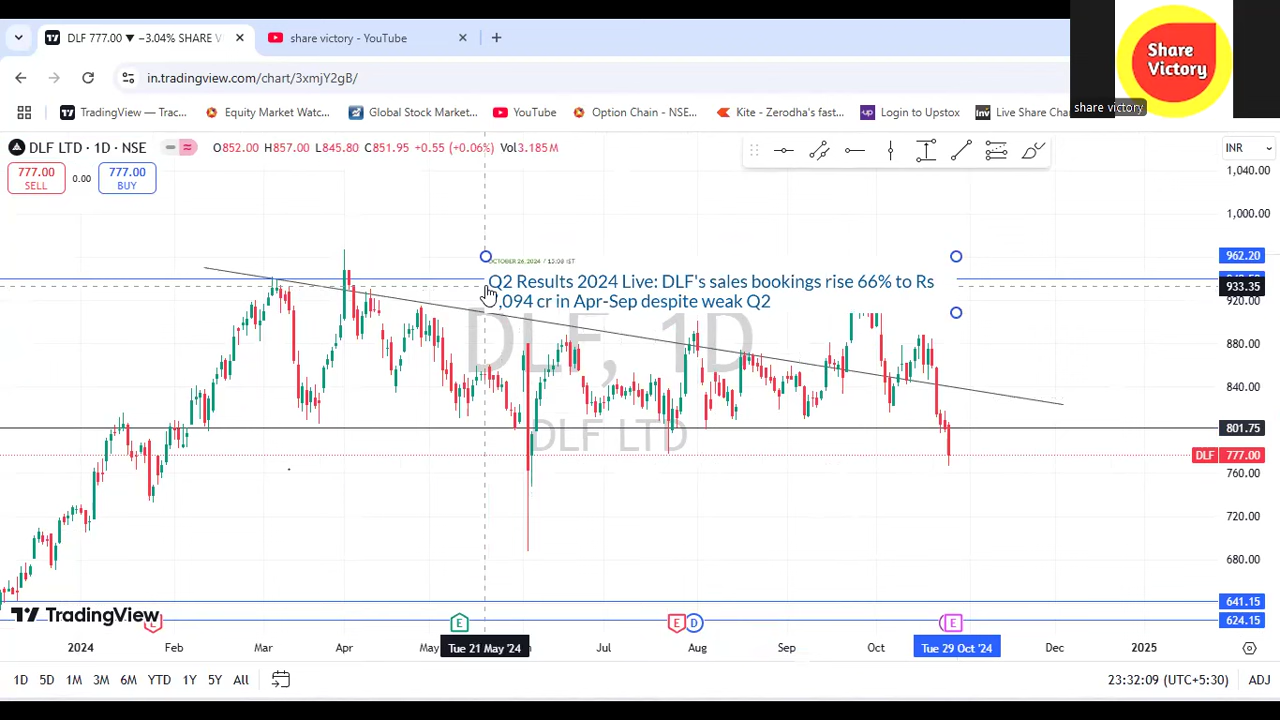 DLF 777.00 ▼ −3.04% SHARE V
share victory - YouTube
Share
Victory
in.tradingview.com/chart/3xmjY2gB/
share victory
TradingView — Trac...
Equity Market Watc...
Global Stock Market...
YouTube
Option Chain - NSE...
Kite - Zerodha's fast...
Login to Upstox
Live Share Cha
DLF LTD · 1D · NSE
O852.00 H857.00 L845.80 C851.95 +0.55 (+0.06%) Vol3.185M
INR
777.00
SELL
0.00
777.00
BUY
1,040.00
1,000.00
962.20
OCTOBER 26, 2024 / 13:09 IST
Q2 Results 2024 Live: DLF's sales bookings rise 66% to Rs
,094 cr in Apr-Sep despite weak Q2
933.35
920.00
880.00
840.00
DLF, 1D
DLF LTD
801.75
DLF 777.00
760.00
720.00
680.00
641.15
624.15
TradingView
E
E
E
D
E
2024
Feb
Mar
Apr
May
Tue 21 May '24
Jul
Aug
Sep
Oct
Tue 29 Oct '24
Dec
2025
1D 5D 1M 3M 6M YTD 1Y 5Y All
23:32:09 (UTC+5:30)
ADJ